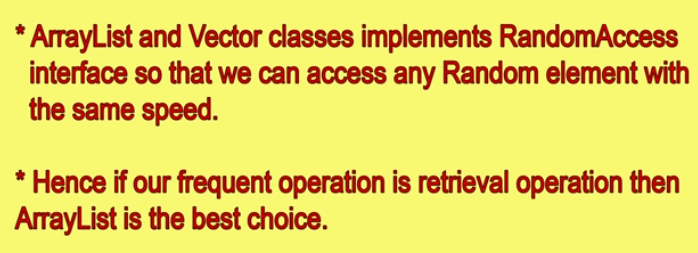 * ArrayList and Vector classes implements RandomAccess
interface so that we can access any Random element with
the same speed.
* Hence if our frequent operation is retrieval operation then
ArrayList is the best choice.